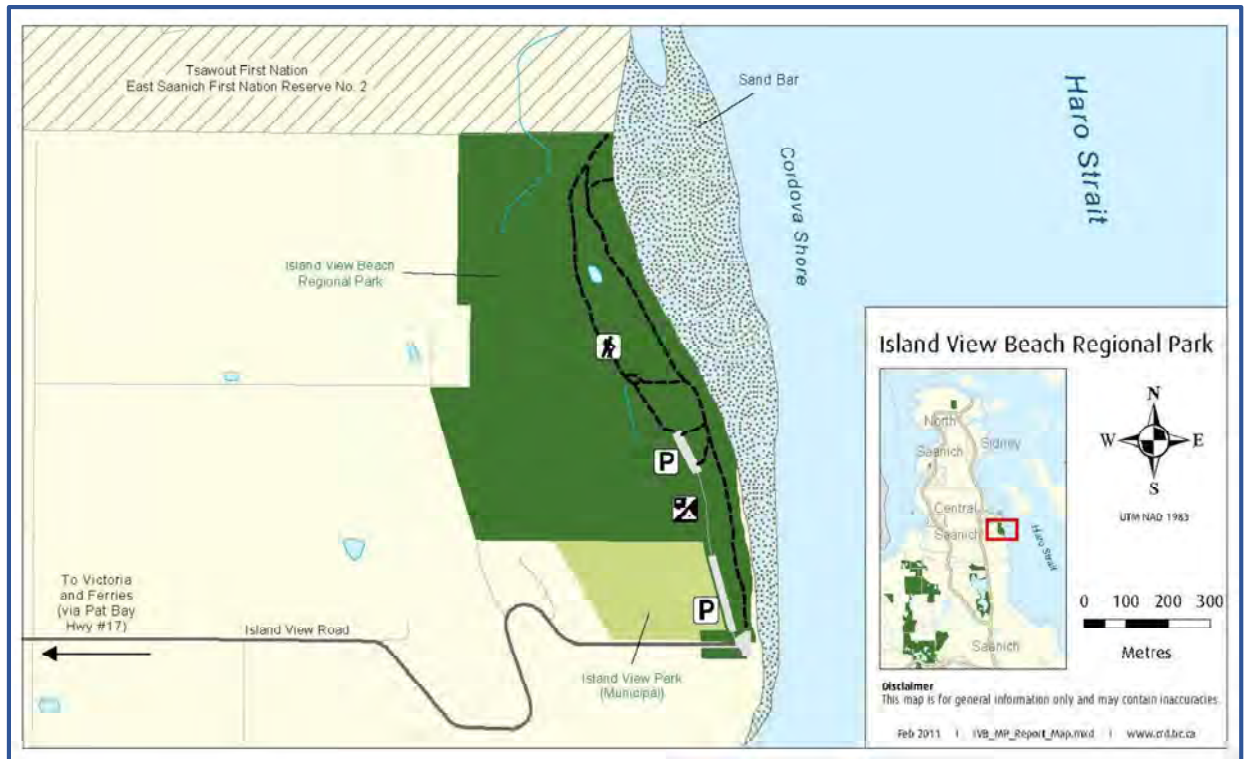 Tsawout First Nation
East Saanich First Nation Reserve No. 2
Sand Bar
Haro Strait
Cordova Shore
Island View Beach
Regional Park
P
P
To Victoria
and Ferries
(via Pat Bay
Hwy #17)
Island View Road
Island View Park
(Municipal)
Island View Beach Regional Park
North
Saanich
Sidney
Central
Saanich
Haro Strait
Saanich
N
W E
S
UTM NAD 1983
0 100 200 300
Metres
Disclaimer
This map is for general information only and may contain inaccuracies.
Feb 2011 | IVB_MP_Report_Map.mxd | www.crd.bc.ca